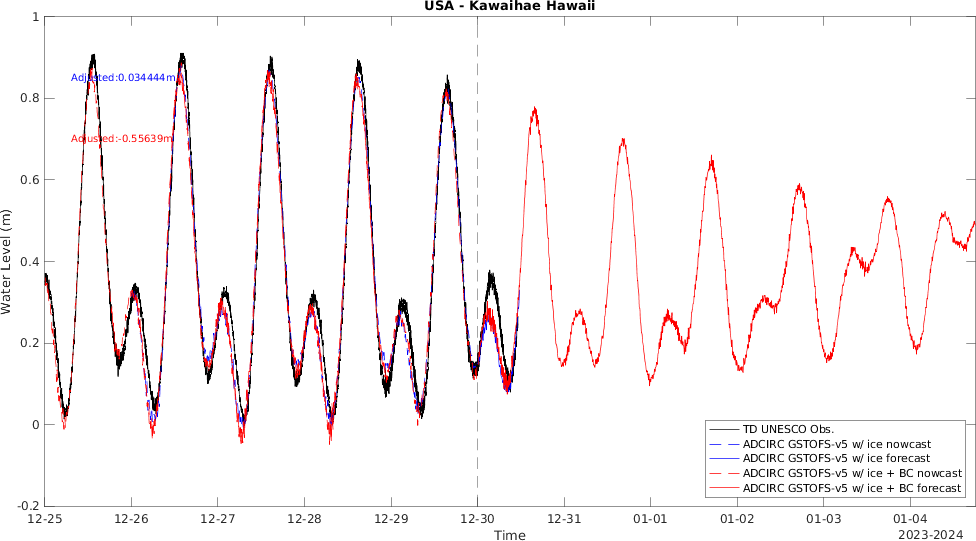 USA - Kawaihae Hawaii
1
0.8
0.6
0.4
0.2
0
-0.2
Water Level (m)
Adjusted:0.034444m
Adjusted:-0.55639m
TD UNESCO Obs.
ADCIRC GSTOFS-v5 w/ ice nowcast
ADCIRC GSTOFS-v5 w/ ice forecast
ADCIRC GSTOFS-v5 w/ ice + BC nowcast
ADCIRC GSTOFS-v5 w/ ice + BC forecast
12-25 12-26 12-27 12-28 12-29 12-30 12-31 01-01 01-02 01-03 01-04
Time
2023-2024